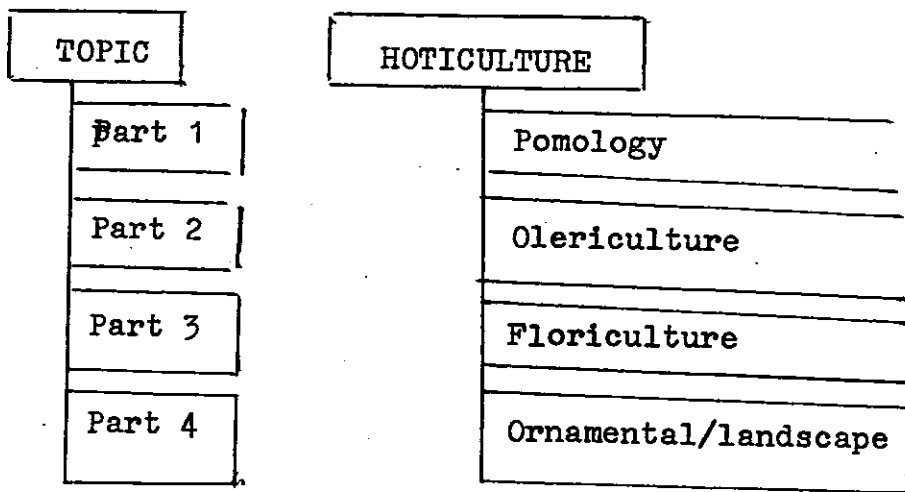 TOPIC
Part 1
Part 2
Part 3
Part 4
HOTICULTURE
Pomology
Olericulture
Floriculture
Ornamental/landscape